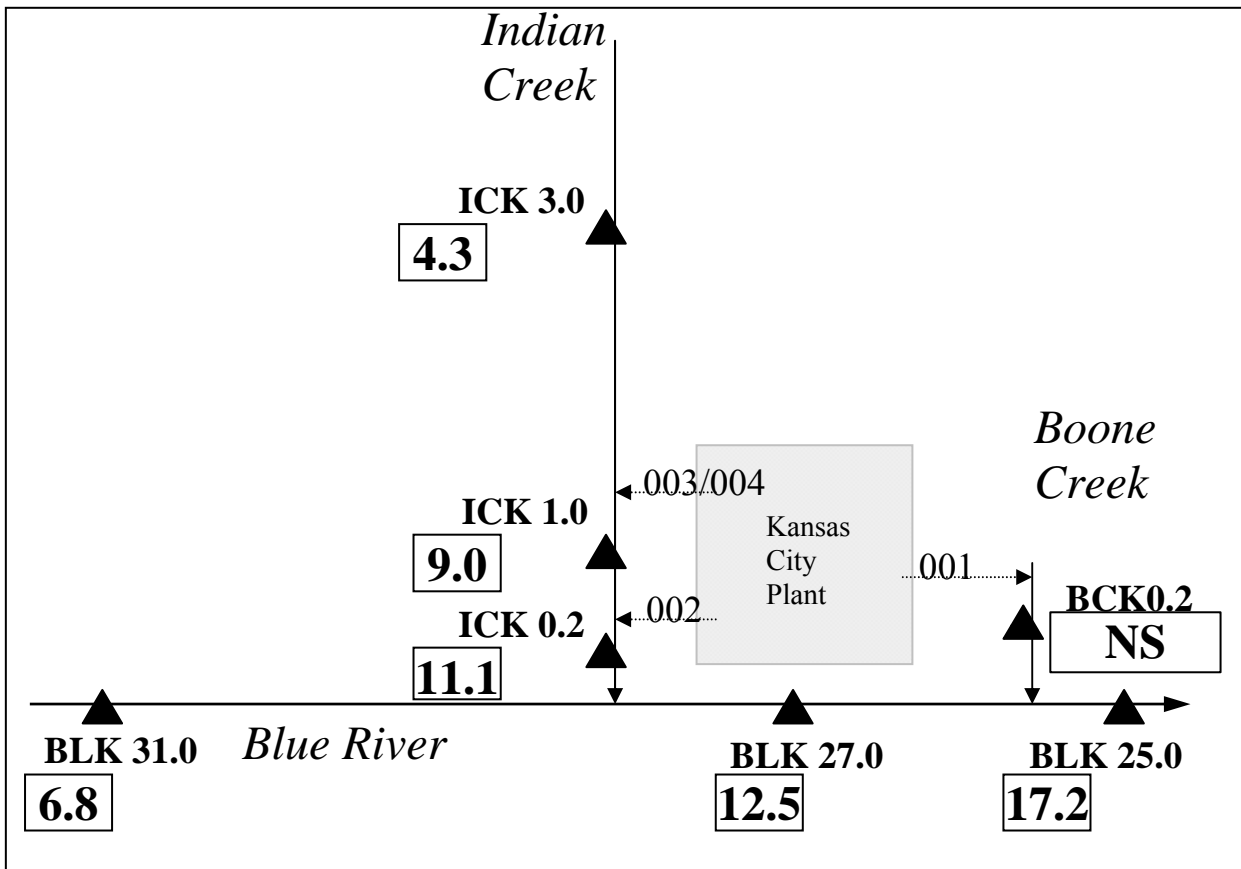 Indian
Creek
ICK 3.0
4.3
003/004
ICK 1.0
9.0
Kansas
City
Plant
002
ICK 0.2
11.1
001
Boone
Creek
BCK0.2
NS
BLK 31.0
6.8
Blue River
BLK 27.0
12.5
BLK 25.0
17.2